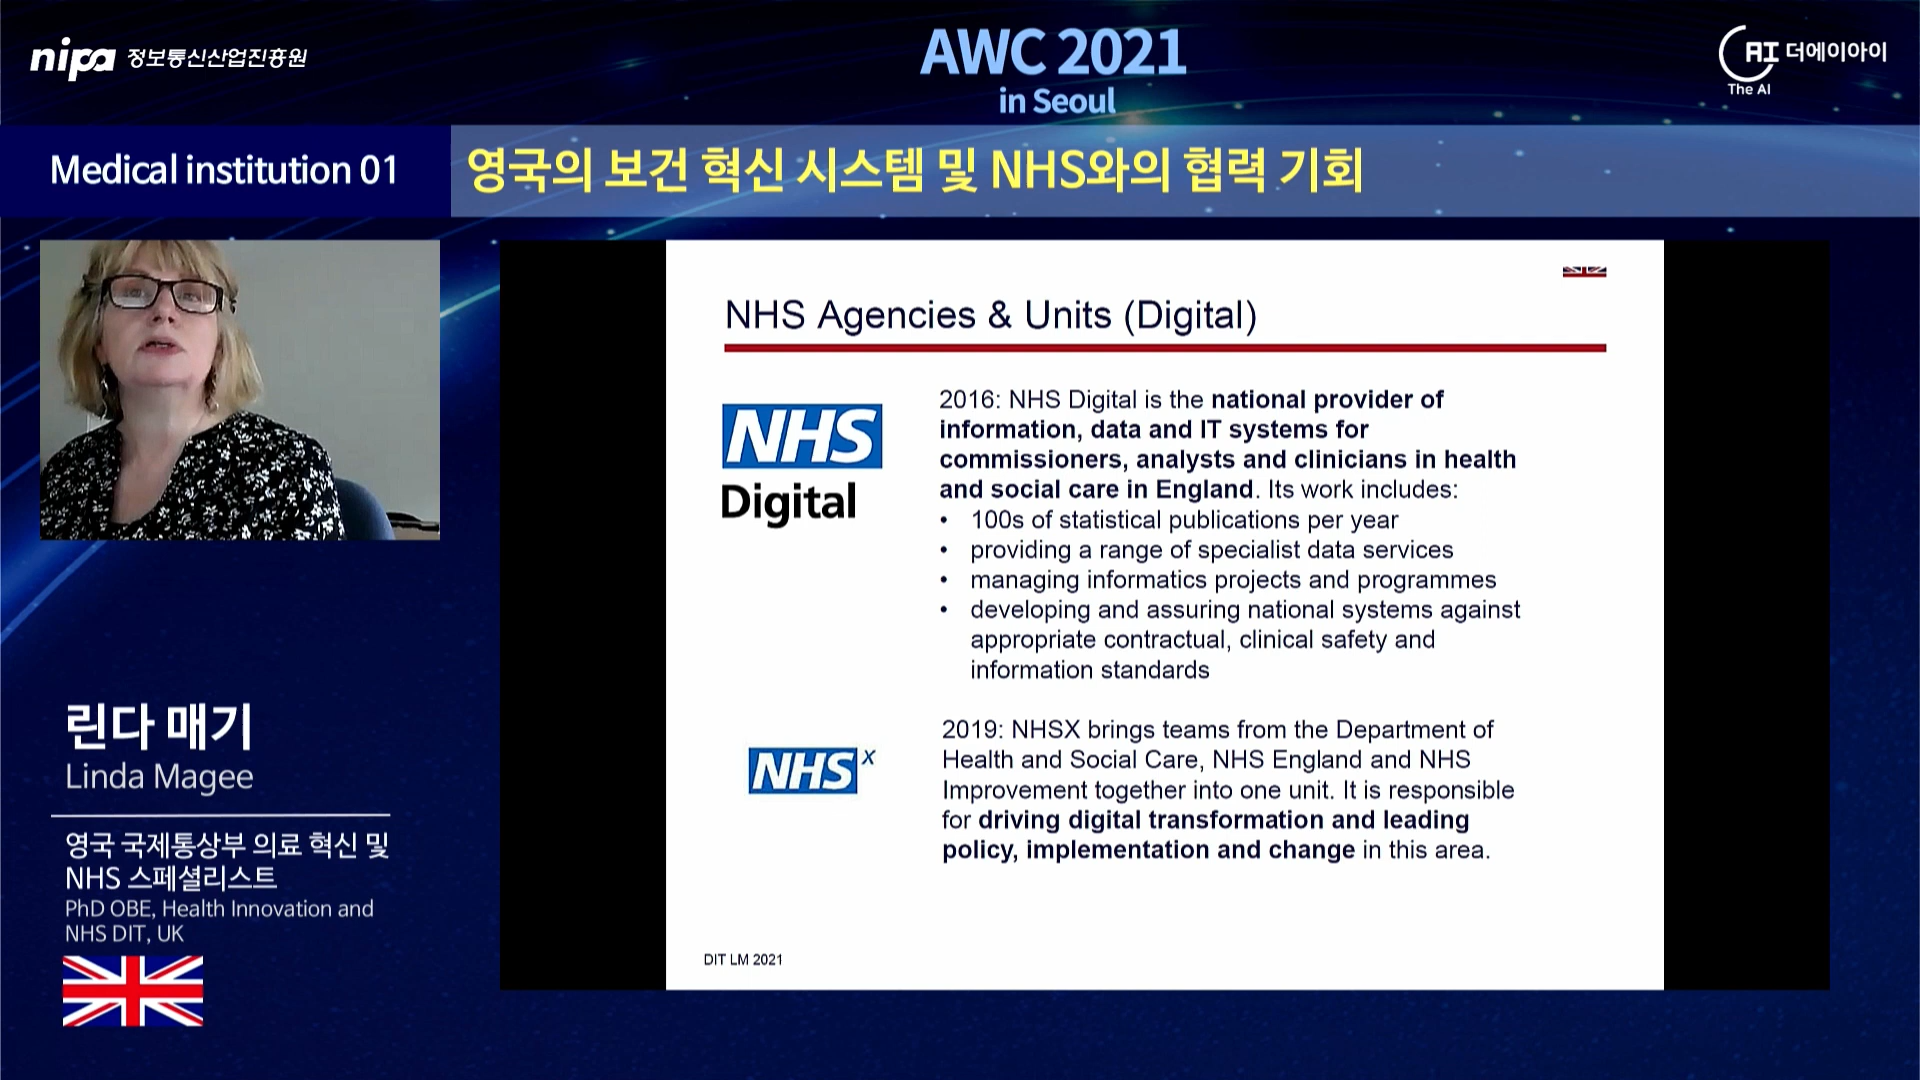 nipa 정보통신산업진흥원
AWC 2021
in Seoul
AI 더에이아이
The AI
Medical institution 01
영국의 보건 혁신 시스템 및 NHS와의 협력 기회
NHS Agencies & Units (Digital)
NHS
Digital
2016: NHS Digital is the national provider of
information, data and IT systems for
commissioners, analysts and clinicians in health
and social care in England. Its work includes:
• 100s of statistical publications per year
• providing a range of specialist data services
• managing informatics projects and programmes
• developing and assuring national systems against
appropriate contractual, clinical safety and
information standards
NHS X
2019: NHSX brings teams from the Department of
Health and Social Care, NHS England and NHS
Improvement together into one unit. It is responsible
for driving digital transformation and leading
policy, implementation and change in this area.
DIT LM 2021
린다 매기
Linda Magee
영국 국제통상부 의료 혁신 및
NHS 스페셜리스트
PhD OBE, Health Innovation and
NHS DIT, UK